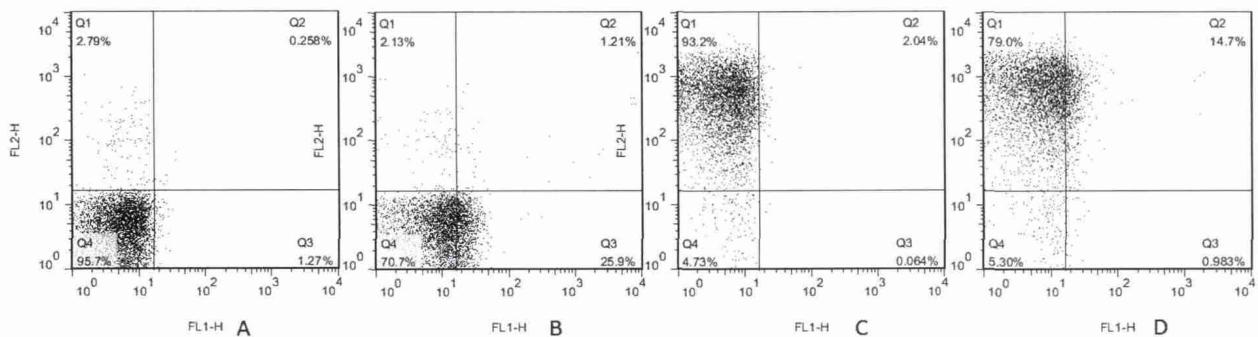 Q1 Q2
2.79% 0.258%
10^4
10^3
10^2
10^1
10^0
FL2-H
Q4 Q3
95.7% 1.27%
10^0 10^1 10^2 10^3 10^4
FL1-H A
Q1 Q2
2.13% 1.21%
10^4
10^3
10^2
10^1
10^0
FL2-H
Q4 Q3
70.7% 25.9%
10^0 10^1 10^2 10^3 10^4
FL1-H B
Q1 Q2
93.2% 2.04%
10^4
10^3
10^2
10^1
10^0
FL2-H
Q4 Q3
4.73% 0.064%
10^0 10^1 10^2 10^3 10^4
FL1-H C
Q1 Q2
79.0% 14.7%
10^4
10^3
10^2
10^1
10^0
Q4 Q3
5.30% 0.983%
10^0 10^1 10^2 10^3 10^4
FL1-H D